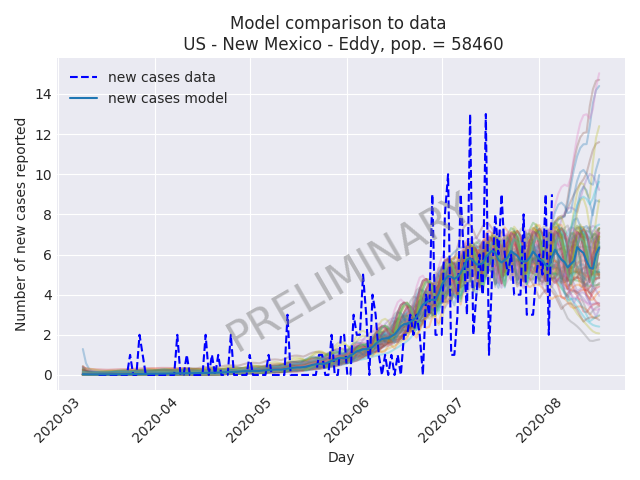 Model comparison to data
US - New Mexico - Eddy, pop. = 58460
new cases data
new cases model
PRELIMINARY
Number of new cases reported
14
12
10
8
6
4
2
0
2020-03
2020-04
2020-05
2020-06
2020-07
2020-08
Day